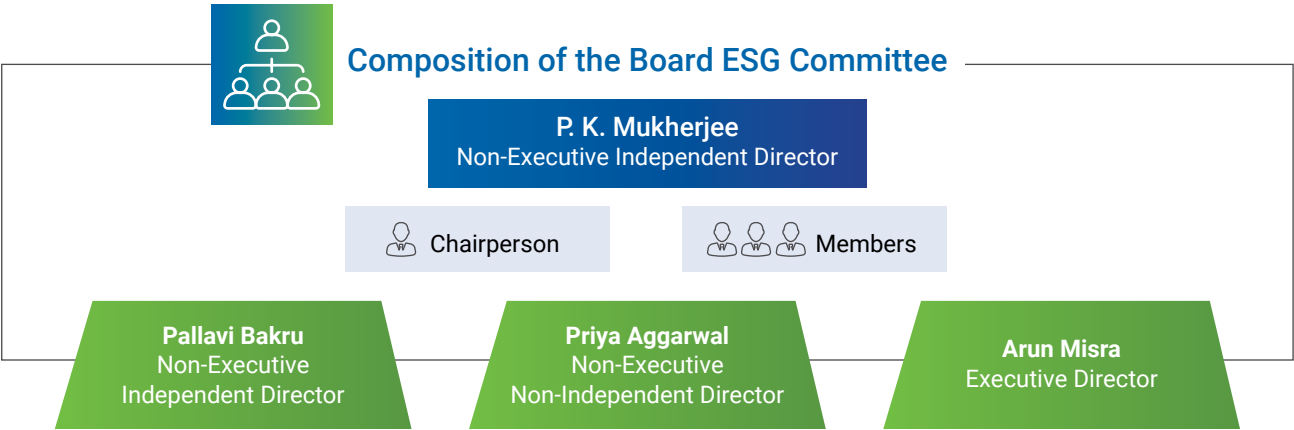 Composition of the Board ESG Committee
P. K. Mukherjee
Non-Executive Independent Director
Chairperson
Members
Pallavi Bakru
Non-Executive
Independent Director
Priya Aggarwal
Non-Executive
Non-Independent Director
Arun Misra
Executive Director